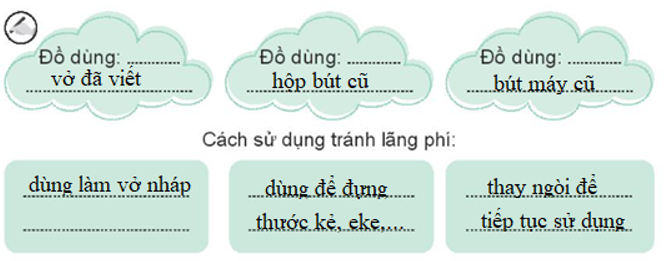 Đồ dùng: ............
vở đã viết
Đồ dùng: ............
hộp bút cũ
Đồ dùng: ............
bút máy cũ
Cách sử dụng tránh lãng phí:
dùng làm vở nháp
dùng để đựng
thước kẻ, eke,...
thay ngòi để
tiếp tục sử dụng